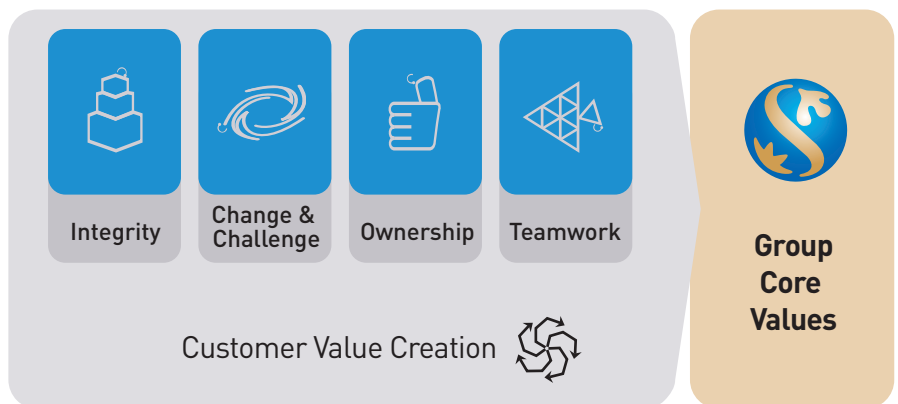 Integrity
Change &
Challenge
Ownership
Teamwork
Customer Value Creation
Group
Core
Values